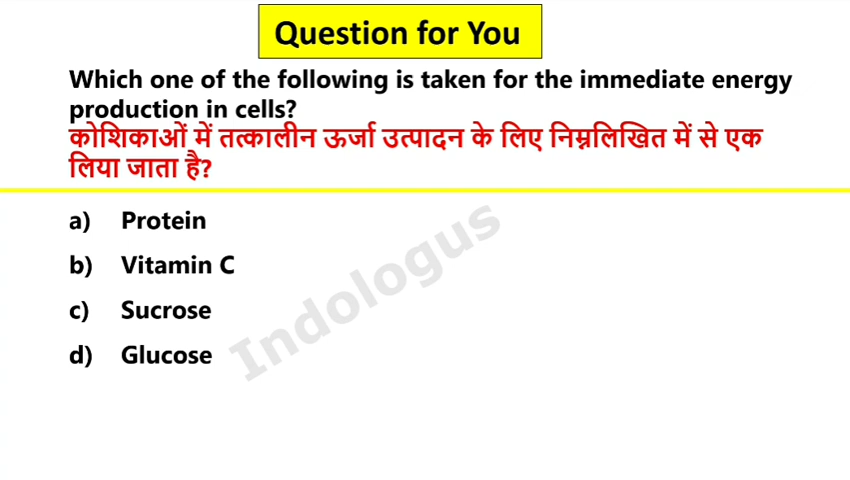 Question for You
Which one of the following is taken for the immediate energy
production in cells?
कोशिकाओं में तत्कालीन ऊर्जा उत्पादन के लिए निम्नलिखित में से एक
लिया जाता है?
a) Protein
b) Vitamin C
c) Sucrose
d) Glucose
Indologus